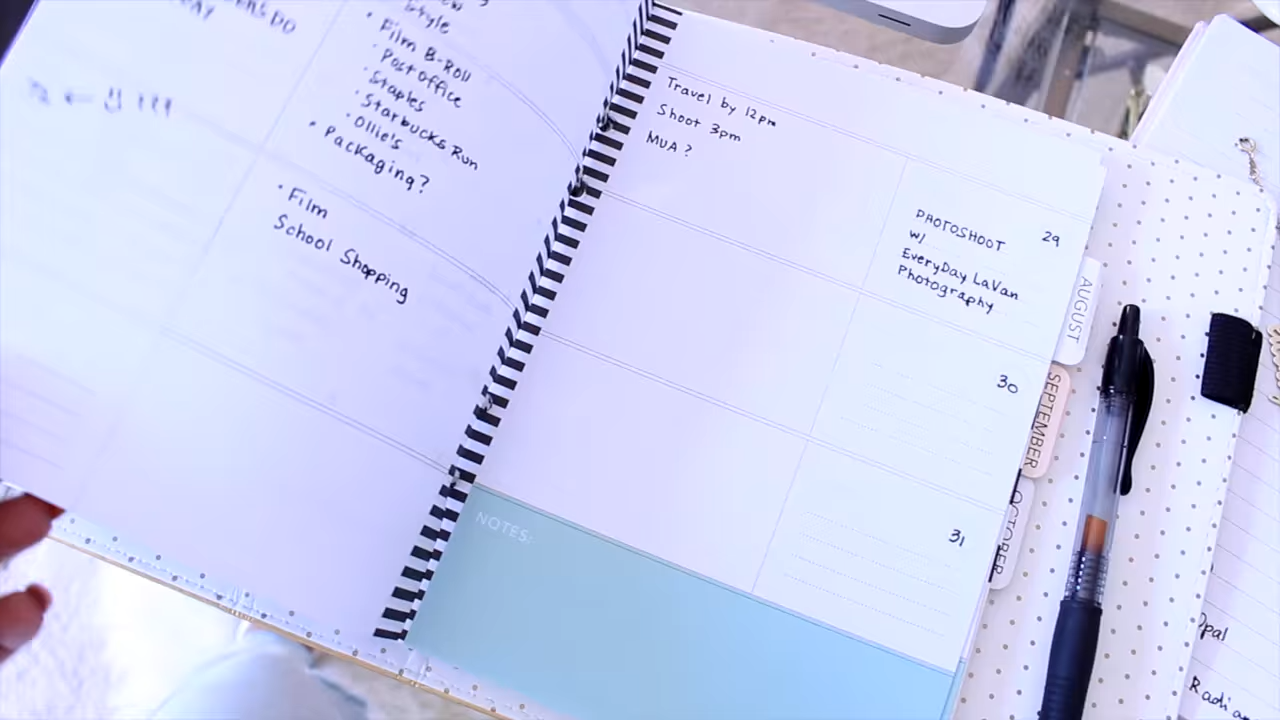 Style
• Film B-Roll
• Post Office
• Staples
• Starbucks Run
• Ollie's
• Packaging?
• Film
School Shopping
Travel by 12pm
Shoot 3pm
MUA?
29
PHOTOSHOOT
w/
EveryDay LaVan
Photography
30
31
NOTES:
AUGUST
SEPTEMBER
OCTOBER
Opal